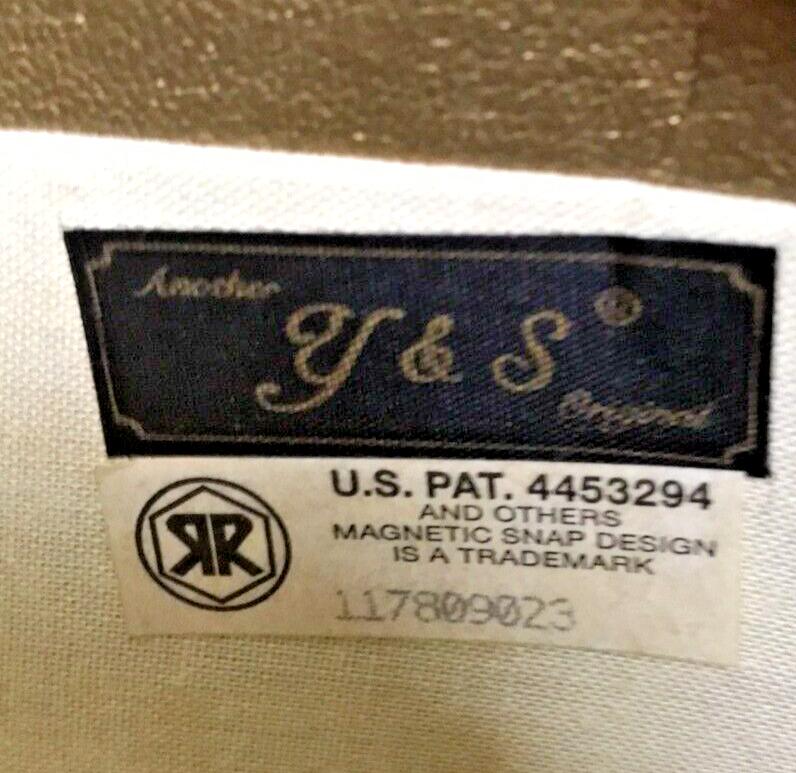 Another
Y & S ®
Original
RR
U.S. PAT. 4453294
AND OTHERS
MAGNETIC SNAP DESIGN
IS A TRADEMARK
117809023